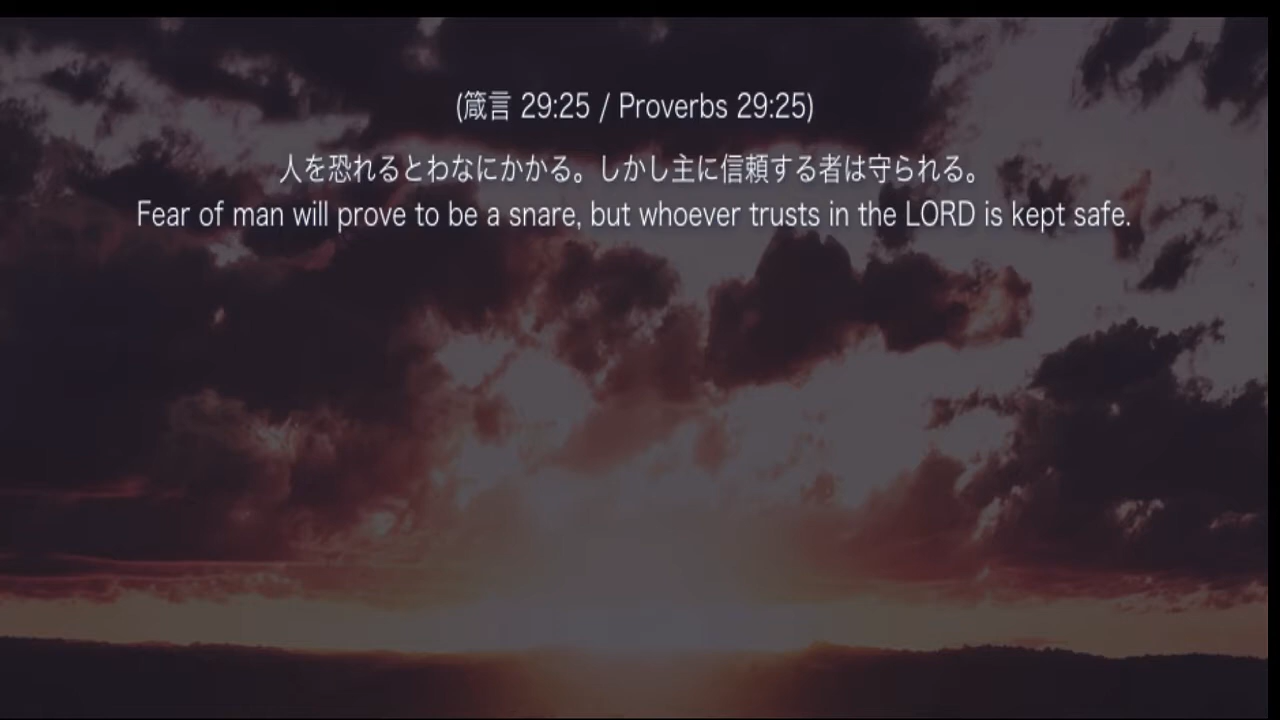 (箴言 29:25 / Proverbs 29:25)
人を恐れるとわなにかかる。しかし主に信頼する者は守られる。
Fear of man will prove to be a snare, but whoever trusts in the LORD is kept safe.